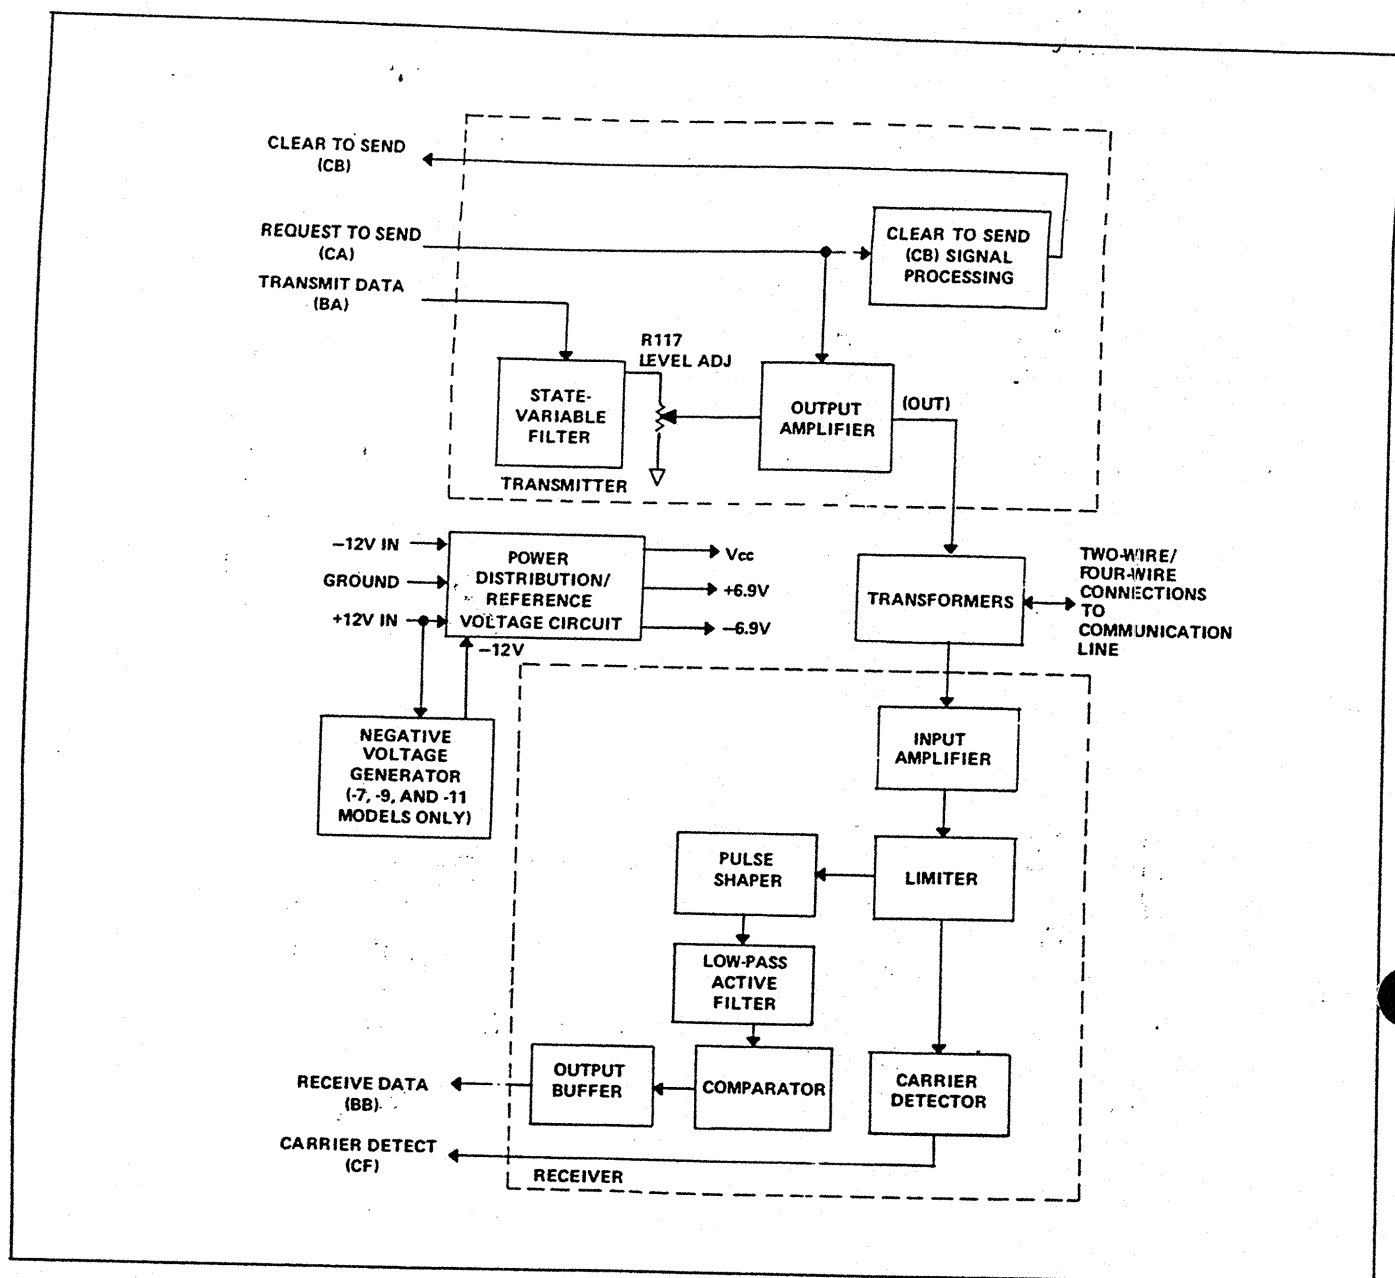 CLEAR TO SEND
(CB)
REQUEST TO SEND
(CA)
TRANSMIT DATA
(BA)
CLEAR TO SEND
(CB) SIGNAL
PROCESSING
R117
LEVEL ADJ
STATE-
VARIABLE
FILTER
OUTPUT
AMPLIFIER
(OUT)
TRANSMITTER
–12V IN
GROUND
+12V IN
POWER
DISTRIBUTION/
REFERENCE
VOLTAGE CIRCUIT
Vcc
+6.9V
–6.9V
–12V
TRANSFORMERS
TWO-WIRE/
FOUR-WIRE
CONNECTIONS
TO
COMMUNICATION
LINE
NEGATIVE
VOLTAGE
GENERATOR
(-7, -9, AND -11
MODELS ONLY)
INPUT
AMPLIFIER
PULSE
SHAPER
LIMITER
LOW-PASS
ACTIVE
FILTER
OUTPUT
BUFFER
COMPARATOR
CARRIER
DETECTOR
RECEIVE DATA
(BB)
CARRIER DETECT
(CF)
RECEIVER